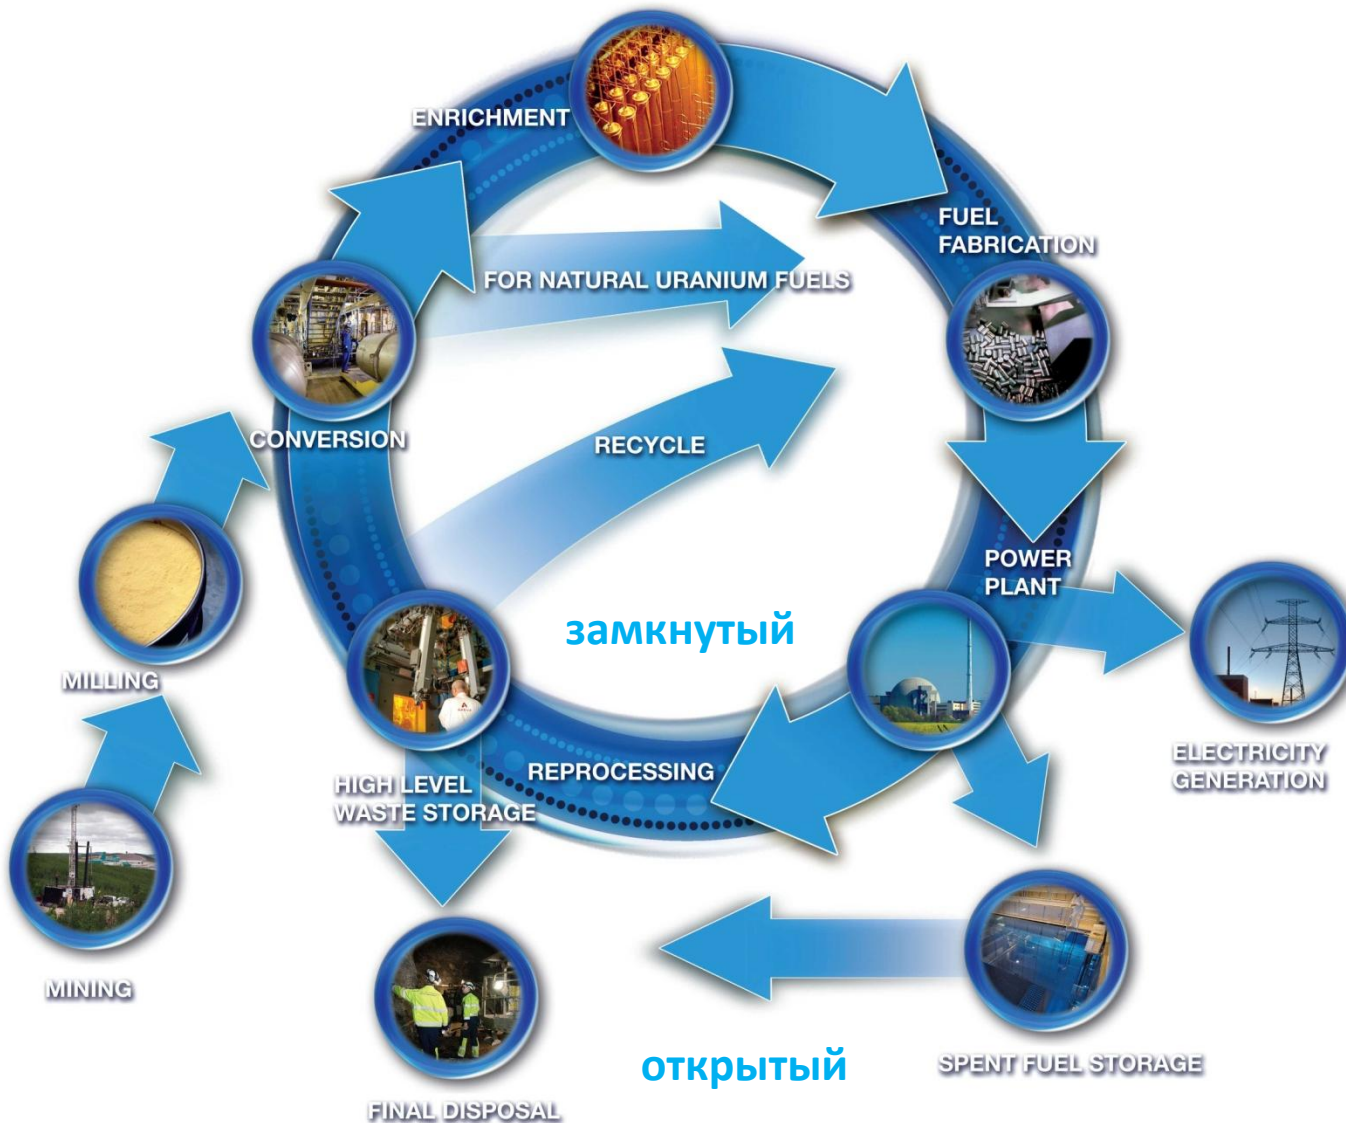 ENRICHMENT
FUEL
FABRICATION
FOR NATURAL URANIUM FUELS
CONVERSION
RECYCLE
POWER
PLANT
замкнутый
MILLING
ELECTRICITY
GENERATION
REPROCESSING
HIGH LEVEL
WASTE STORAGE
MINING
открытый
SPENT FUEL STORAGE
FINAL DISPOSAL